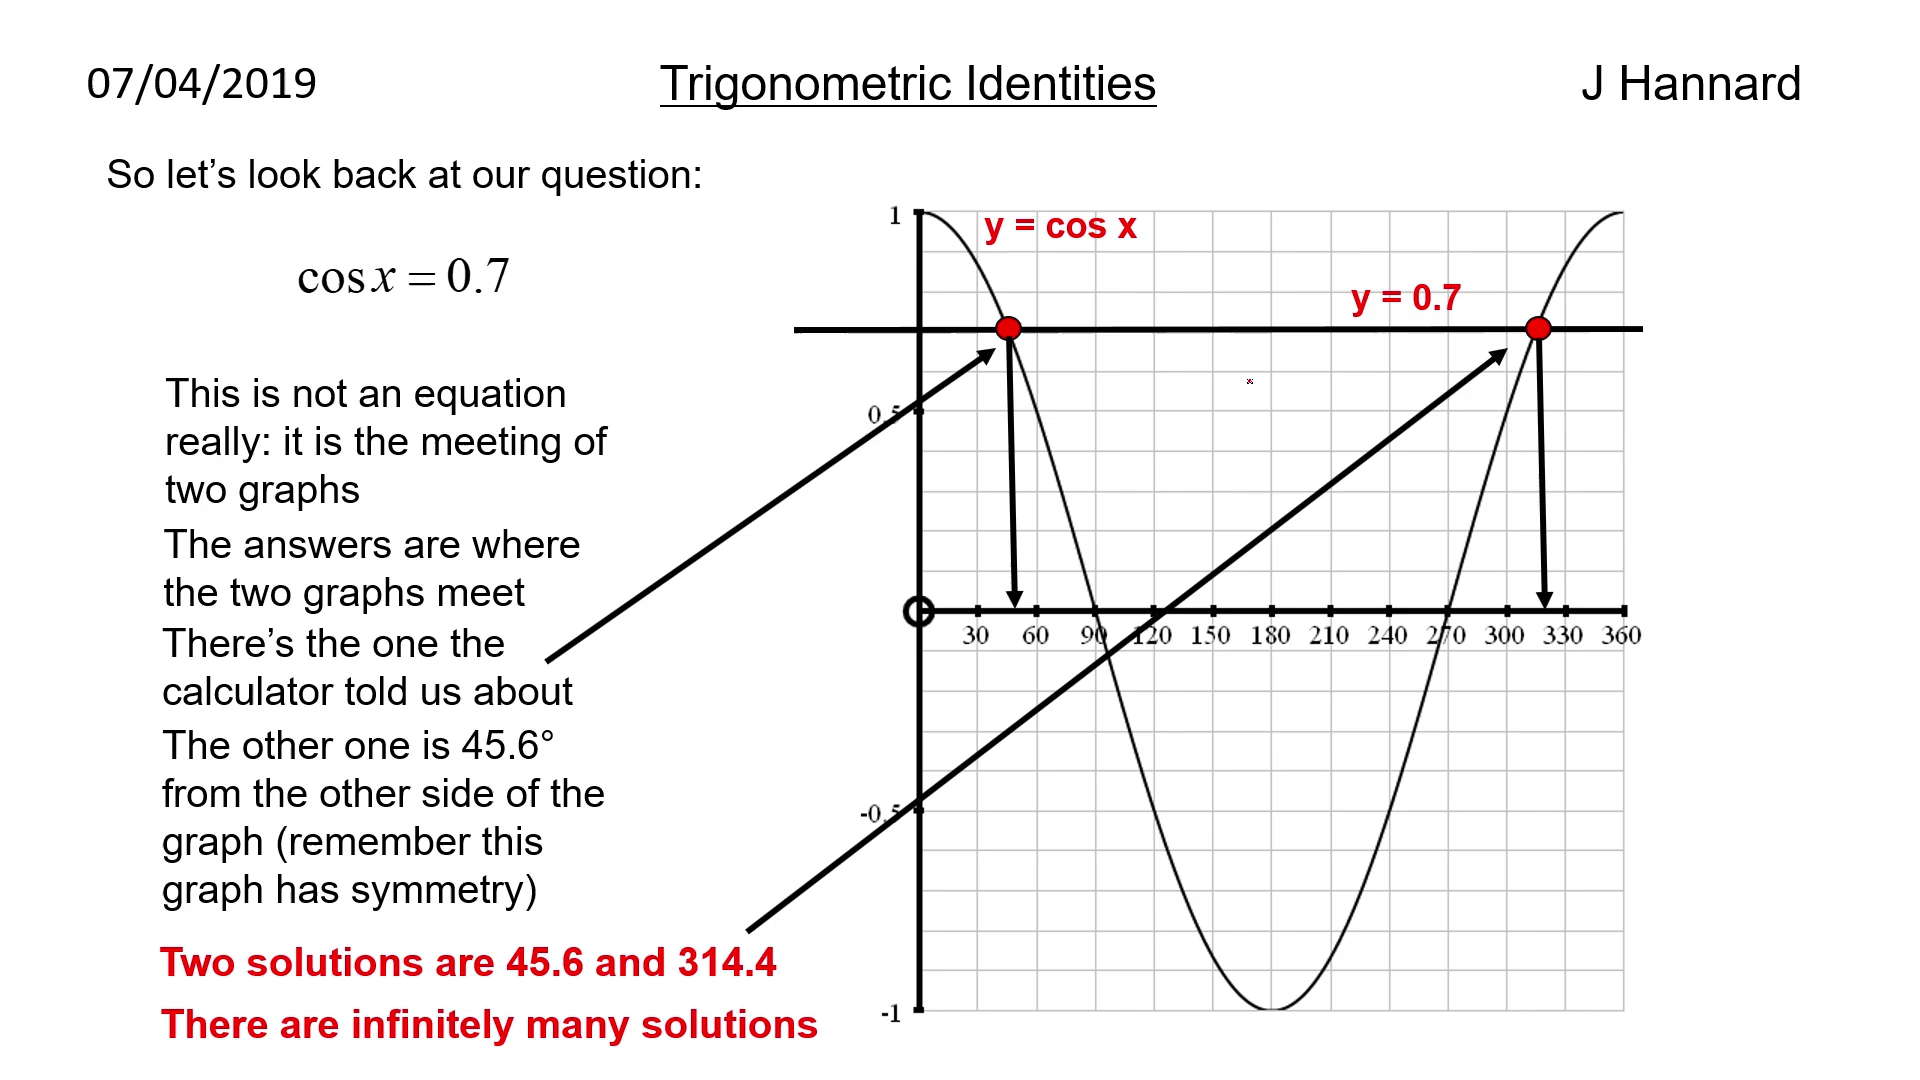 07/04/2019
Trigonometric Identities
J Hannard
So let’s look back at our question:
cos x = 0.7
This is not an equation
really: it is the meeting of
two graphs
The answers are where
the two graphs meet
There’s the one the
calculator told us about
The other one is 45.6°
from the other side of the
graph (remember this
graph has symmetry)
Two solutions are 45.6 and 314.4
There are infinitely many solutions
y = cos x
y = 0.7
1
0.5
30 60 90 120 150 180 210 240 270 300 330 360
-0.5
-1